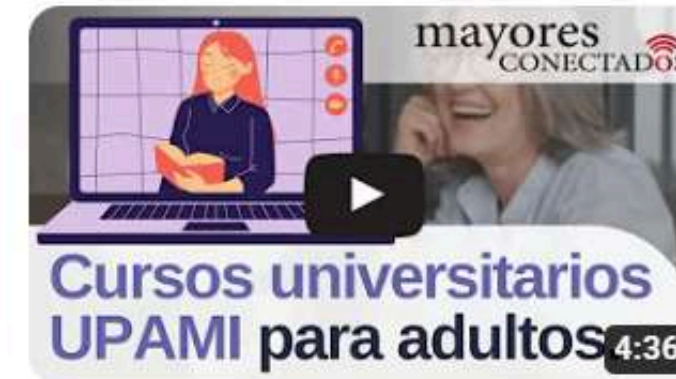 mayores
CONECTADOS
Cursos universitarios
UPAMI para adultos
4:36